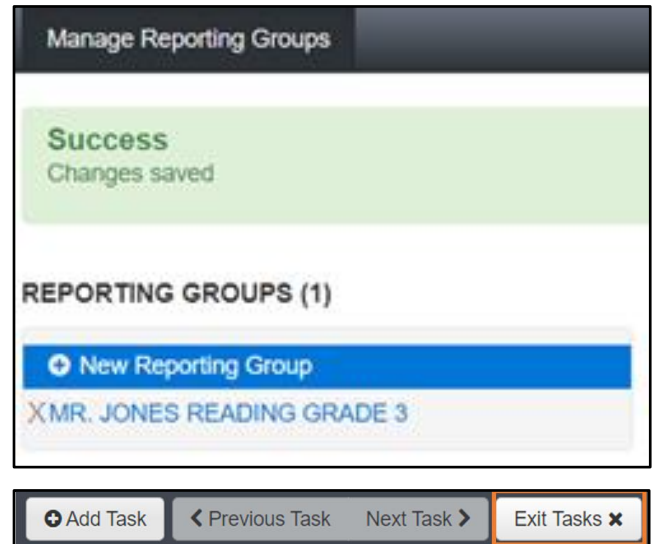 Manage Reporting Groups
Success
Changes saved
REPORTING GROUPS (1)
New Reporting Group
X MR. JONES READING GRADE 3
Add Task Previous Task Next Task Exit Tasks